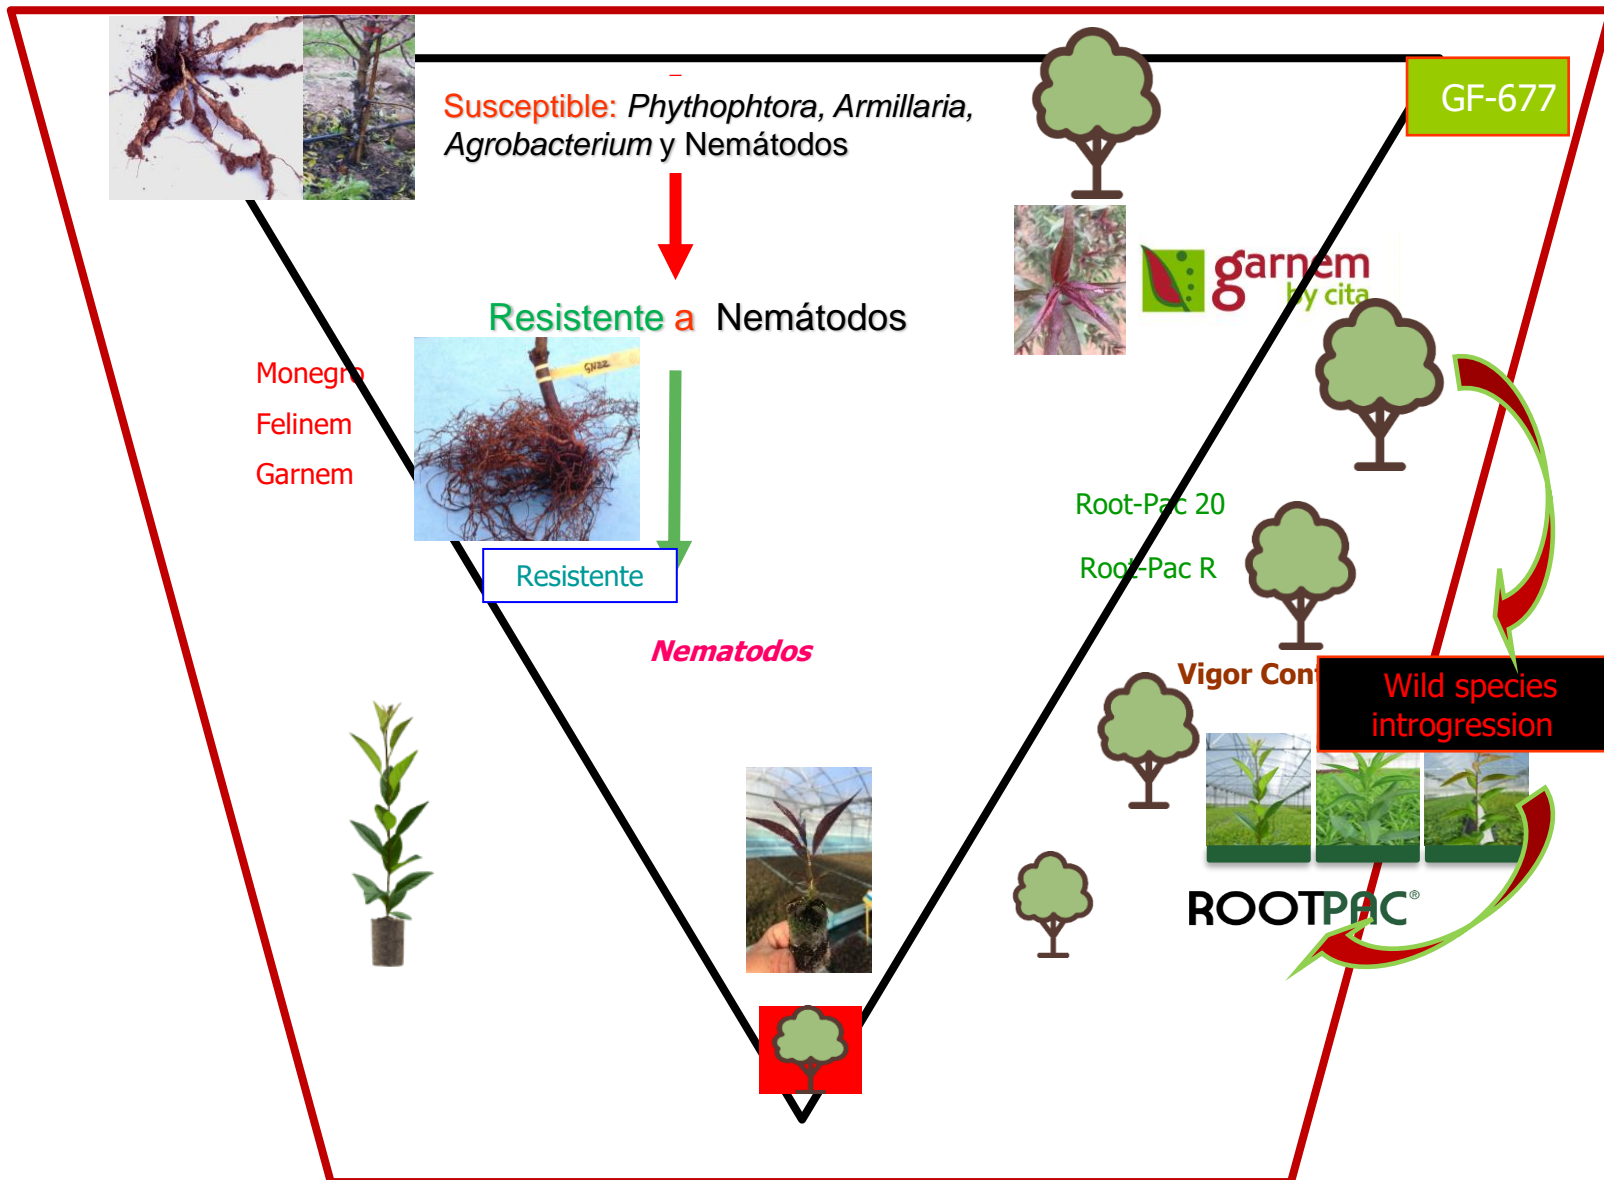 GF-677
Susceptible: Phythophtora, Armillaria,
Agrobacterium y Nemátodos
garnem
by cita
Resistente a Nemátodos
Monegro
Felinem
Garnem
GN22
Root-Pac 20
Root-Pac R
Resistente
Nematodos
Vigor Cont
Wild species
introgression
ROOTPAC®